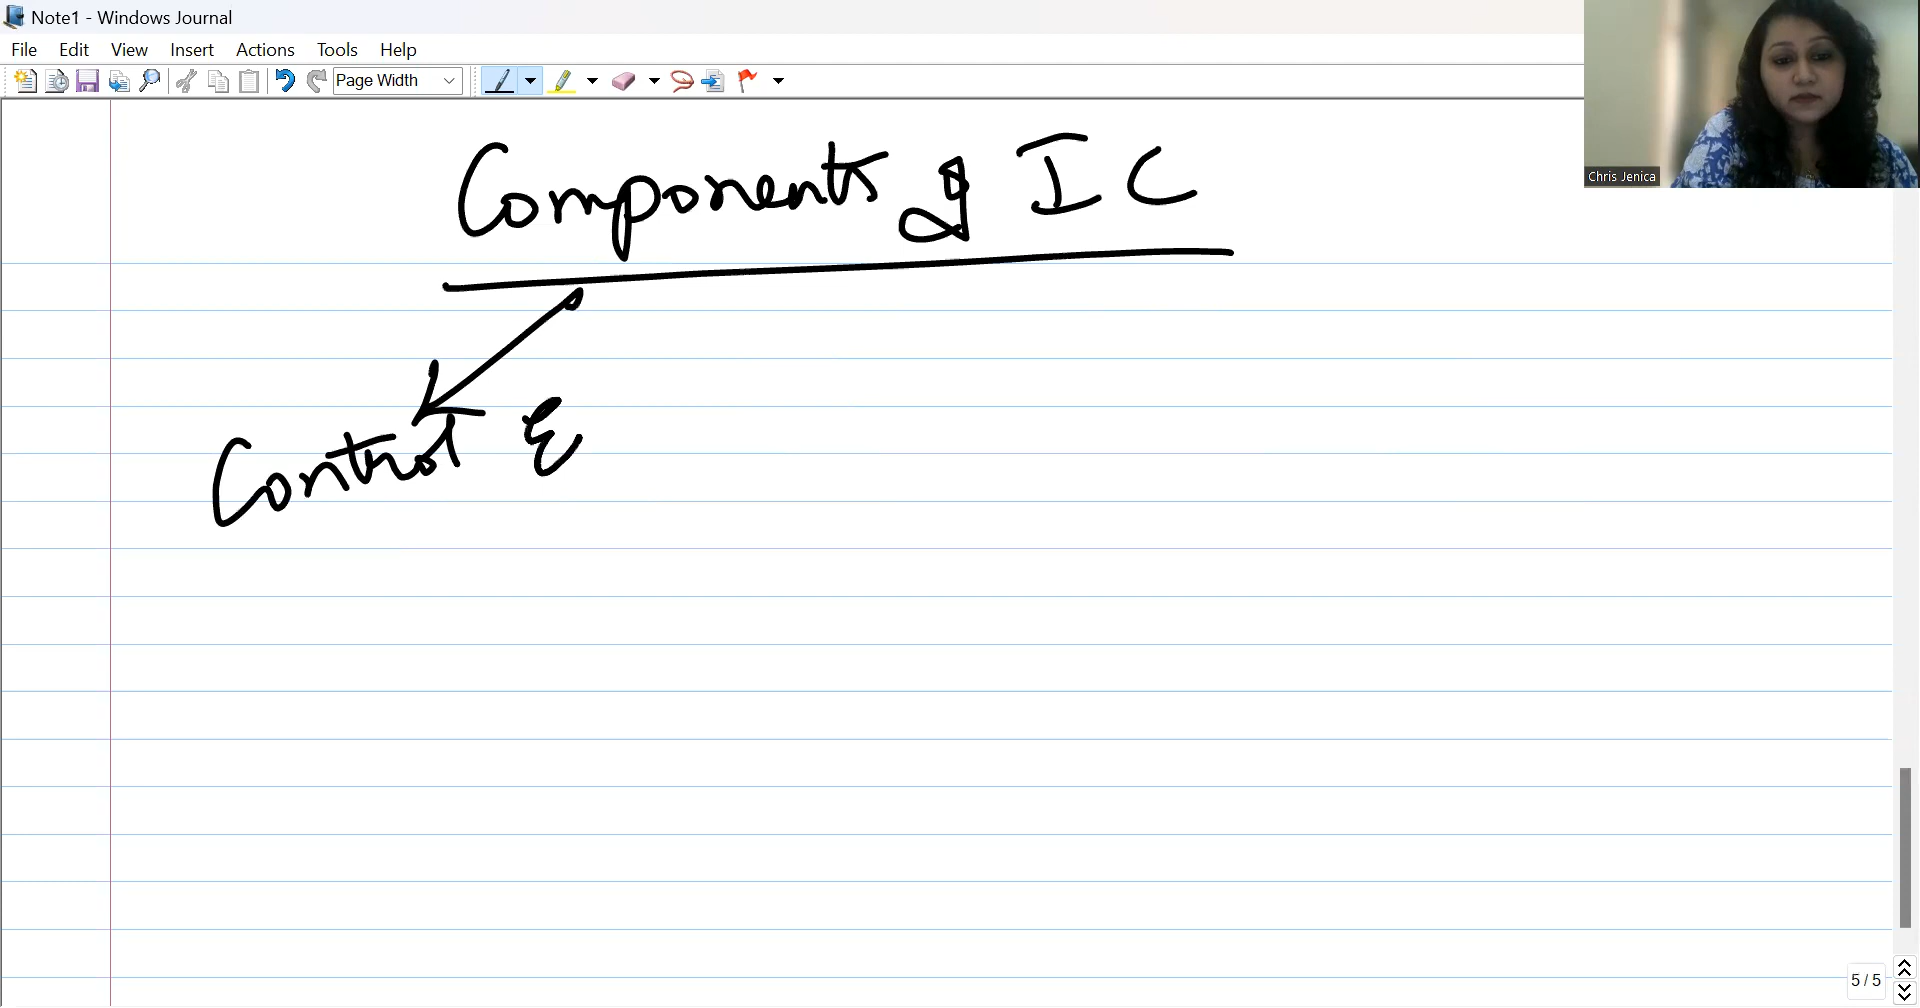 Note1 - Windows Journal
File Edit View Insert Actions Tools Help
Page Width
Chris Jenica
Components of IC
Control E
5 / 5